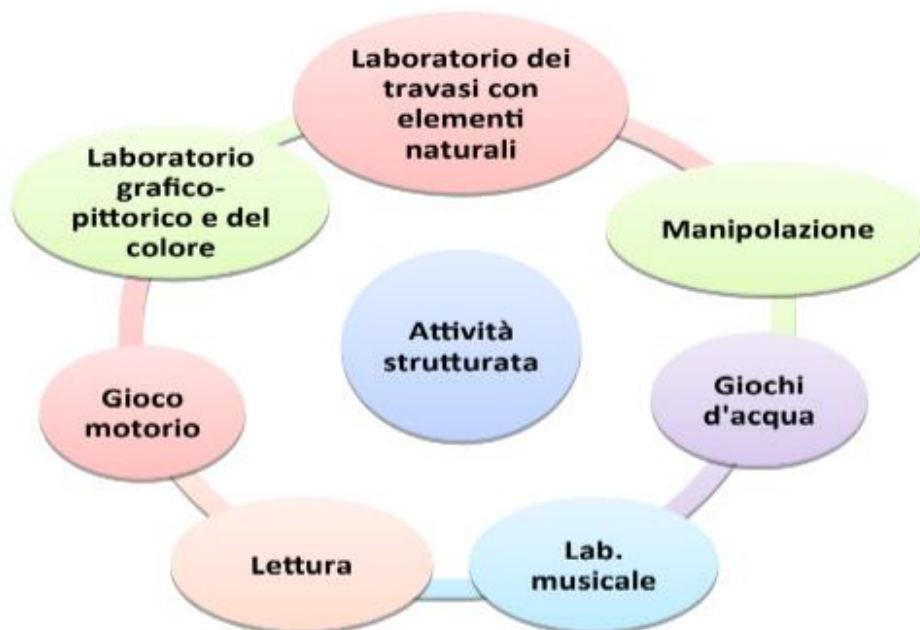 Laboratorio dei
travasi con
elementi
naturali
Manipolazione
Giochi
d'acqua
Lab.
musicale
Lettura
Gioco
motorio
Laboratorio
grafico-
pittorico e del
colore
Attività
strutturata